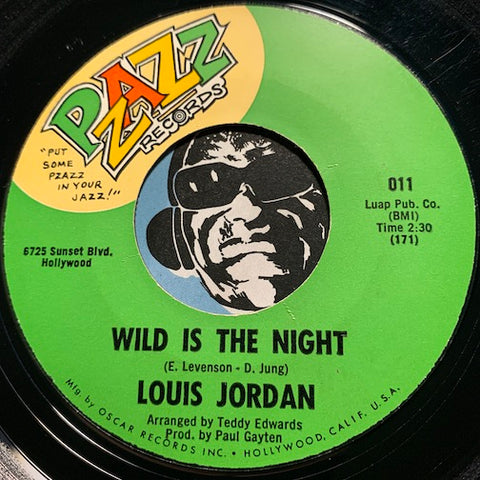 PZAZZ
RECORDS
"PUT
SOME
PZAZZ
IN YOUR
JAZZ!"
6725 Sunset Blvd.
Hollywood
011
Luap Pub. Co.
(BMI)
Time 2:30
(171)
WILD IS THE NIGHT
(E. Levenson - D. Jung)
LOUIS JORDAN
Arranged by Teddy Edwards
Prod. by Paul Gayten
Mfg. by OSCAR RECORDS INC. • HOLLYWOOD, CALIF. U.S.A.